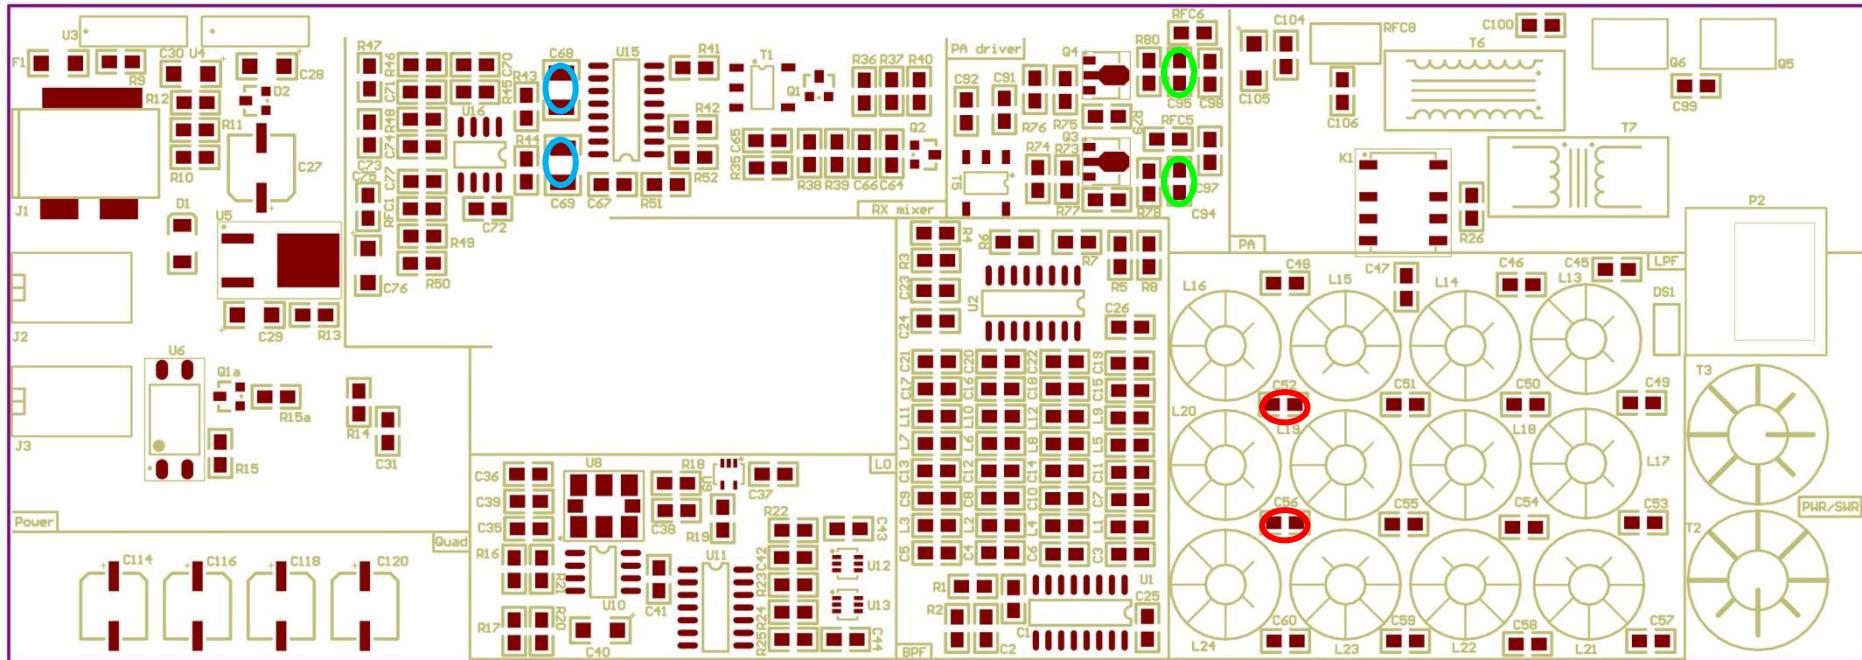 U3
C30
U4
F1
R9
C28
R12
D2
R11
R10
C27
J1
D1
U5
J2
C29
R13
J3
U6
Q1a
R15a
R14
C31
R15
Power
Quad
C114
C116
C118
C120
R47
R46
C71
R48
C74
C73
C75
C77
RFC1
R49
R50
C76
C70
R45
U16
C72
R43
R44
C68
C69
U15
C67
R51
R41
R42
R52
C65
R35
T1
Q1
R38
R39
C66
C64
R36
R37
R40
Q2
RX mixer
PA driver
C92
C91
R76
R75
R74
R73
T5
R77
Q4
Q3
R79
R80
R78
RFC6
RFC5
C95
C98
C97
C94
C104
C105
C106
RFC8
C100
T6
T7
Q6
Q5
C99
K1
R26
PA
P2
R4
R3
C23
C24
R6
R7
R5
R8
U2
C26
C21
C20
C22
C19
C17
C16
C18
C15
L11
L10
L12
L9
L7
L6
L8
L5
C13
C12
C14
C11
C9
C8
C10
C7
L3
L2
L4
L1
C5
C4
C6
C3
R1
R2
C1
C2
U1
C25
BPF
C36
C39
C35
U8
R18
U9
C37
C38
R19
LO
R16
R21
U10
C41
U11
R17
R20
C40
R22
C42
R23
R24
R25
C43
U12
U13
C44
L16
C48
L15
C47
L14
C46
L13
C45
LPF
DS1
C52
C51
C50
C49
L20
L19
L18
L17
C56
C55
C54
C53
L24
C60
L23
C59
L22
C58
L21
C57
T3
T2
PWR/SWR